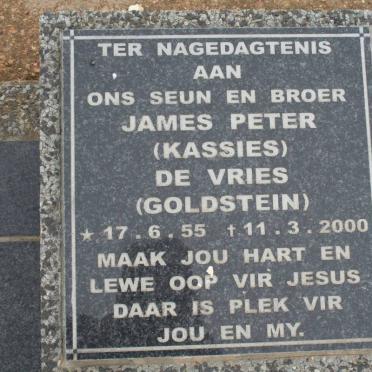 TER NAGEDAGTENIS
AAN
ONS SEUN EN BROER
JAMES PETER
(KASSIES)
DE VRIES
(GOLDSTEIN)
★ 17 . 6 . 55 † 11 . 3 . 2000
MAAK JOU HART EN
LEWE OOP VIR JESUS
DAAR IS PLEK VIR
JOU EN MY.